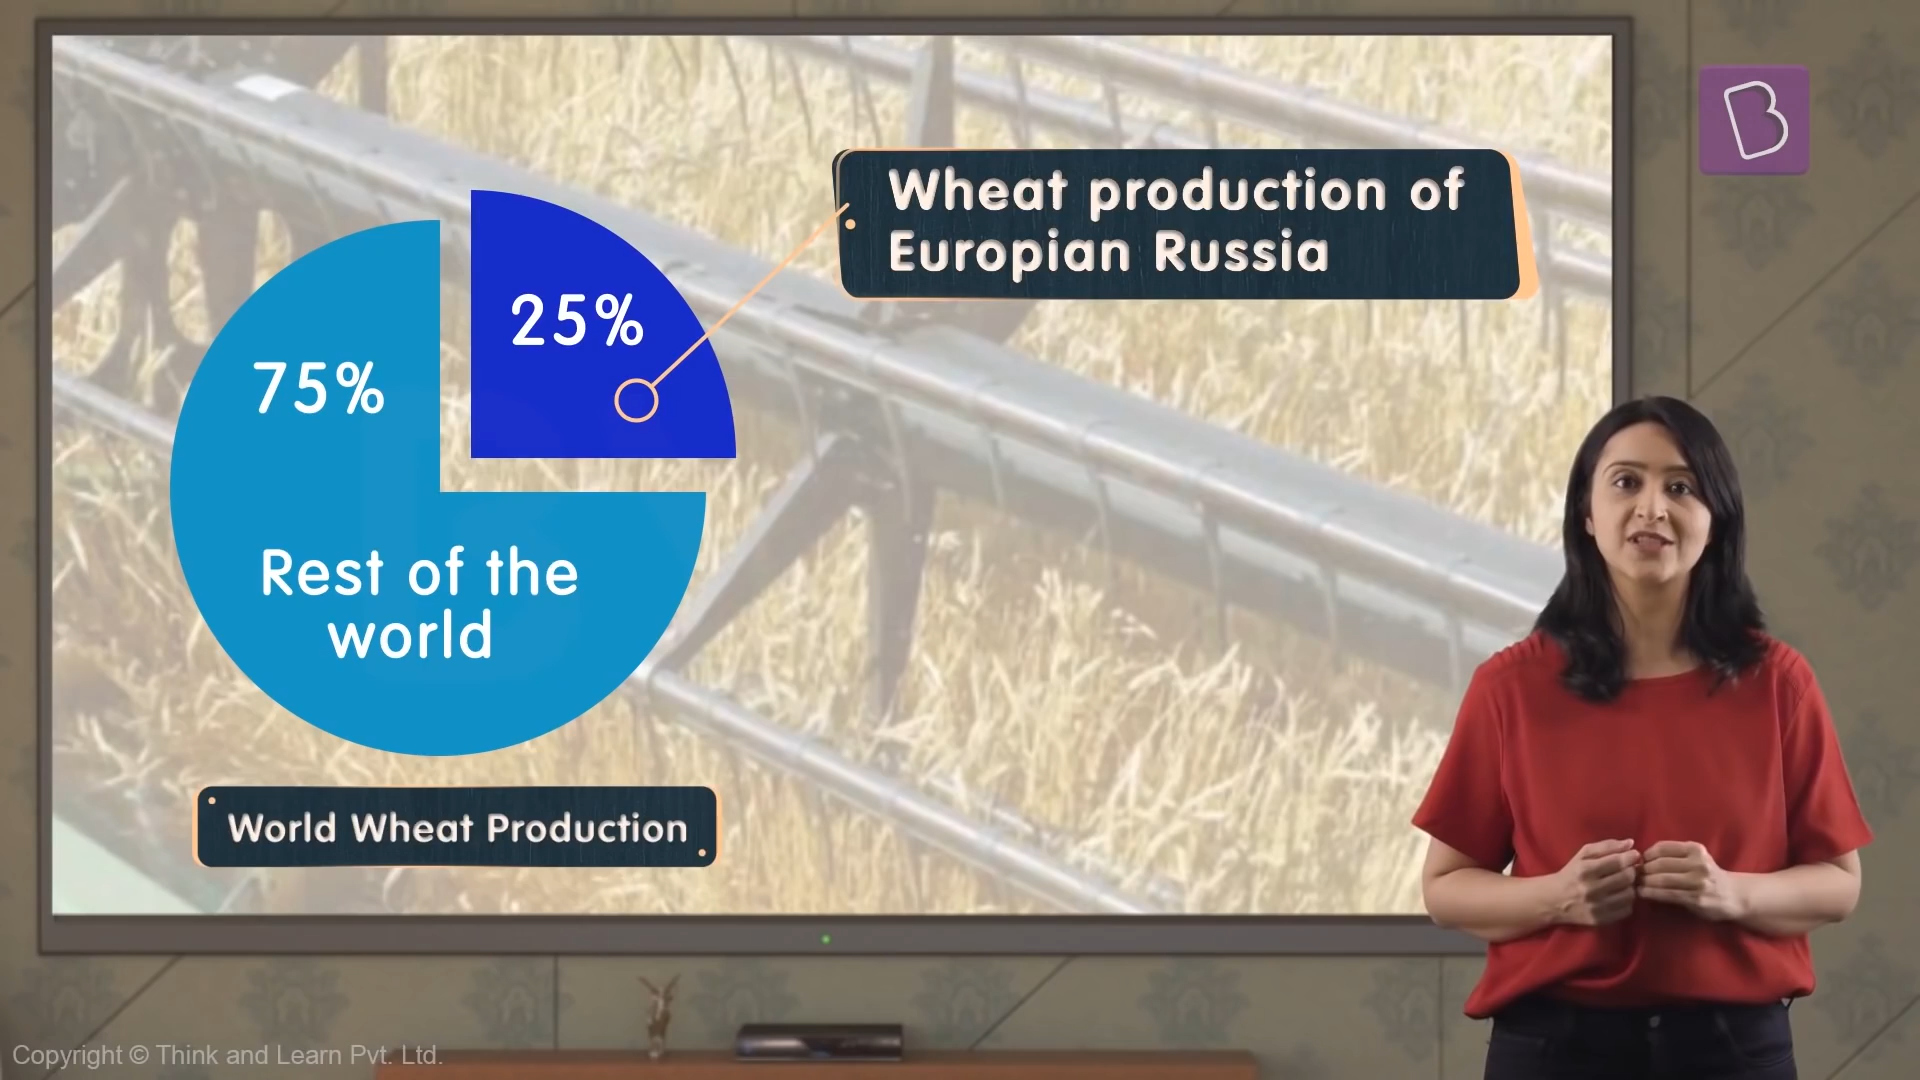 Wheat production of
Europian Russia
25%
75%
Rest of the
world
World Wheat Production
B
Copyright © Think and Learn Pvt. Ltd.